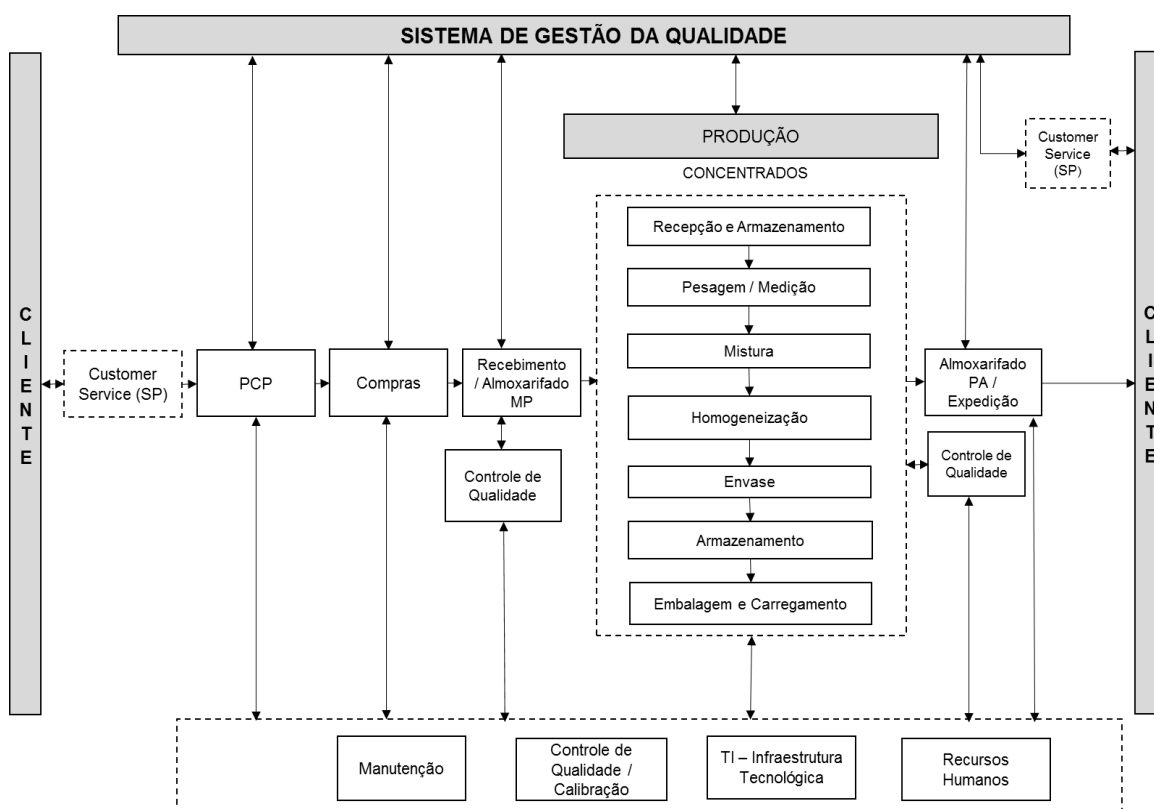 SISTEMA DE GESTÃO DA QUALIDADE
PRODUÇÃO
Customer
Service
(SP)
CONCENTRADOS
C
L
I
E
N
T
E
Customer
Service (SP)
PCP
Compras
Recebimento
/ Almoxarifado
MP
Controle de
Qualidade
Recepção e Armazenamento
Pesagem / Medição
Mistura
Homogeneização
Envase
Armazenamento
Embalagem e Carregamento
Almoxarifado
PA /
Expedição
Controle de
Qualidade
C
L
I
E
N
T
E
Manutenção
Controle de
Qualidade /
Calibração
TI – Infraestrutura
Tecnológica
Recursos
Humanos